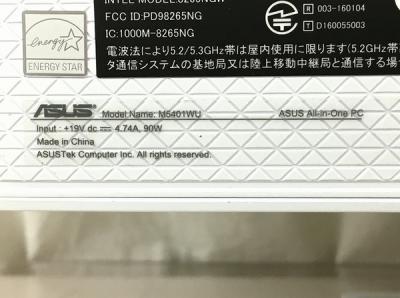 FCC ID:PD98265NG
IC:1000M-8265NG
R 003-160104
T D160055003
電波法により5.2/5.3GHz帯は屋内使用に限ります(5.2GHz帯
タ通信システムの基地局又は陸上移動中継局と通信する場
energy
ENERGY STAR
ASUS Model Name: M5401WU ASUS All-in-One PC
Input : +19V dc 4.74A, 90W
Made in China
ASUSTek Computer Inc. All rights reserved.